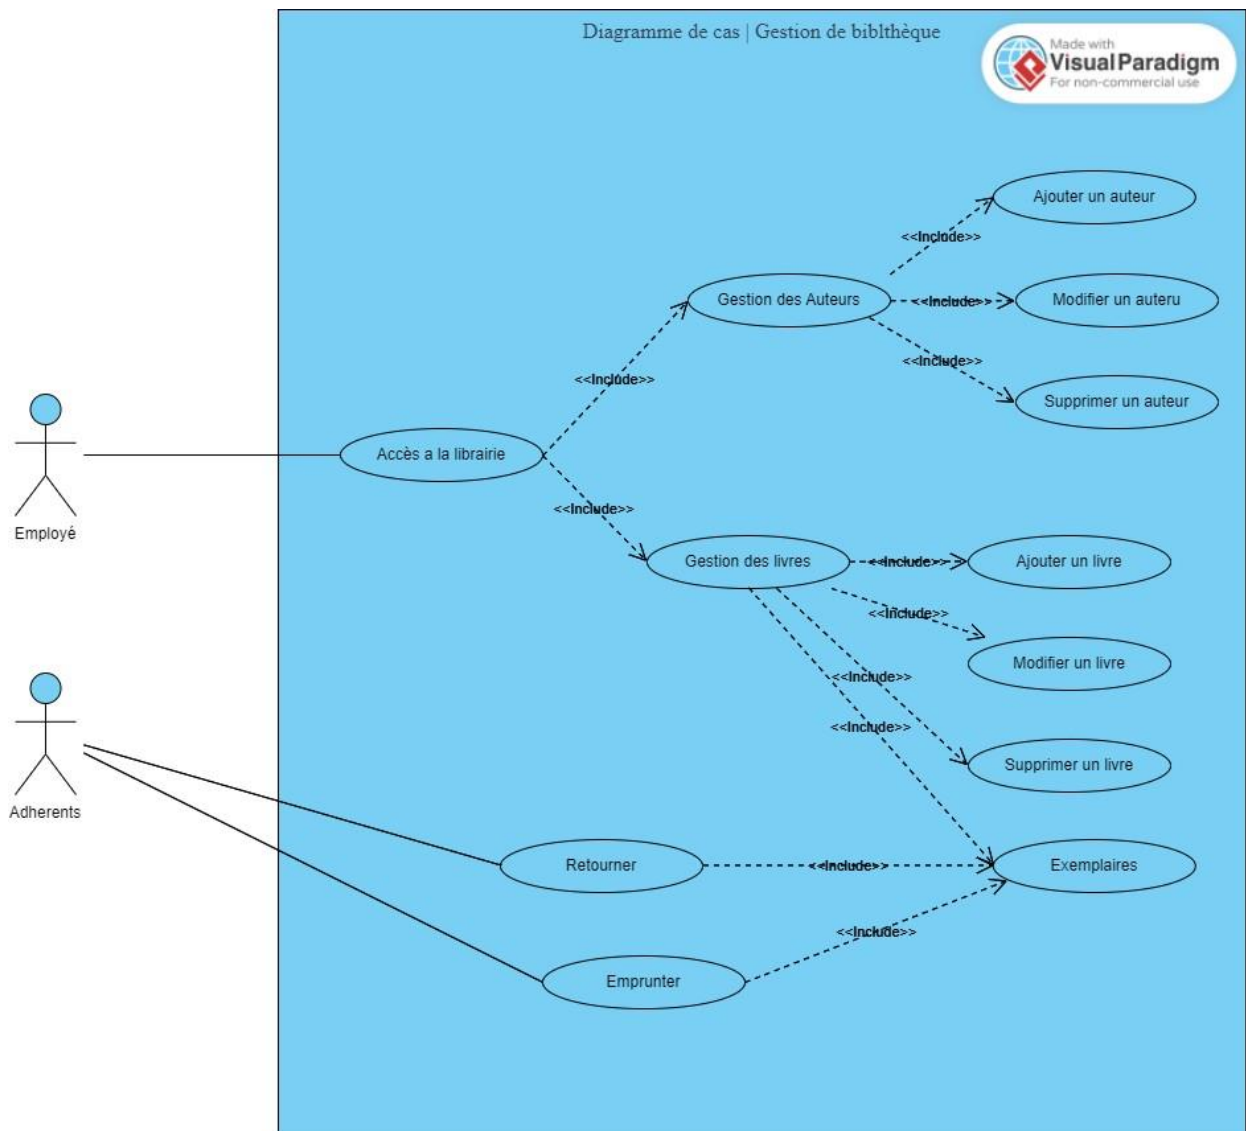 Diagramme de cas | Gestion de biblthèque
Made with
Visual Paradigm
For non-commercial use
Ajouter un auteur
<<Include>>
Gestion des Auteurs
<<Include>>
Modifier un auteru
<<Include>>
<<Include>>
Supprimer un auteur
Accès a la librairie
<<Include>>
Employé
Gestion des livres
<<Include>>
Ajouter un livre
<<Include>>
Modifier un livre
<<Include>>
<<Include>>
Supprimer un livre
Adherents
Retourner
<<Include>>
Exemplaires
<<Include>>
Emprunter